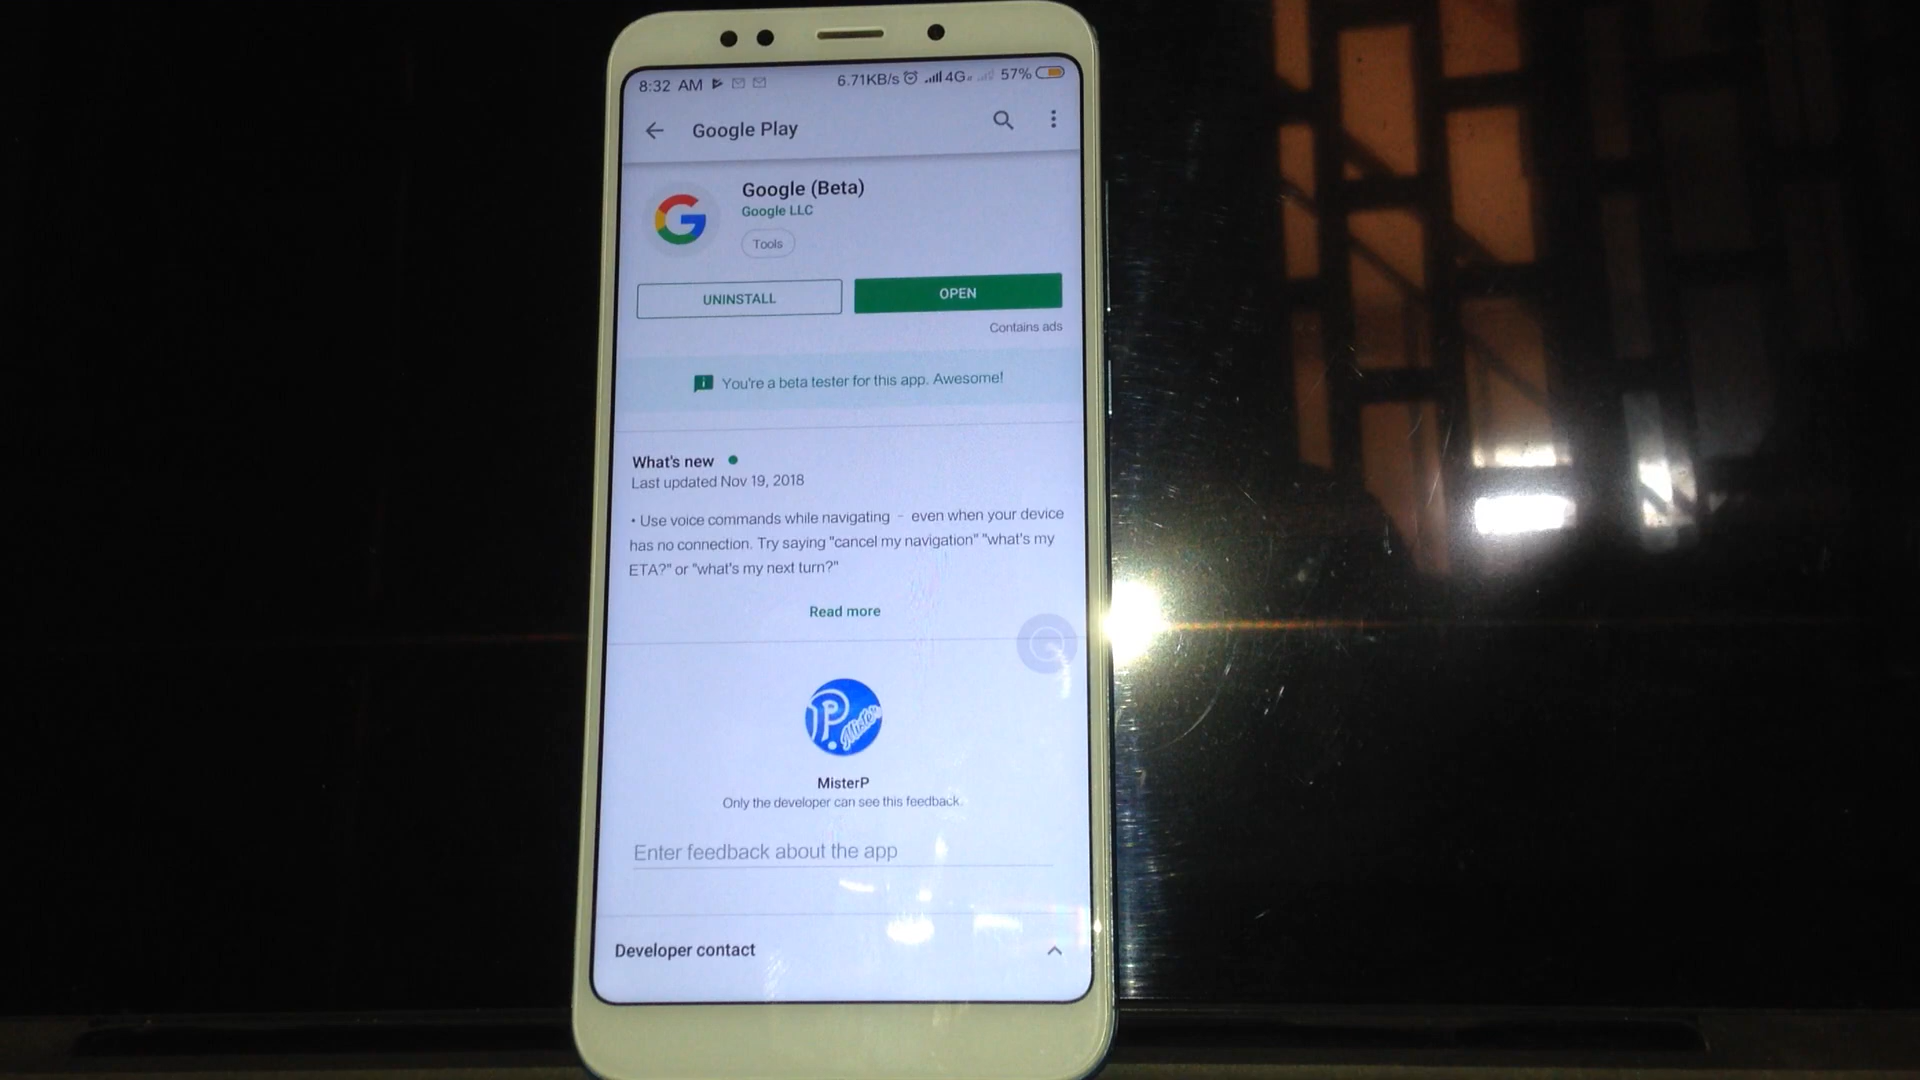 8:32 AM 6.71KB/s 4G 57%
Google Play
Google (Beta)
Google LLC
Tools
UNINSTALL OPEN
Contains ads
You're a beta tester for this app. Awesome!
What's new
Last updated Nov 19, 2018
• Use voice commands while navigating - even when your device
has no connection. Try saying "cancel my navigation" "what's my
ETA?" or "what's my next turn?"
Read more
P. Mister
MisterP
Only the developer can see this feedback.
Enter feedback about the app
Developer contact